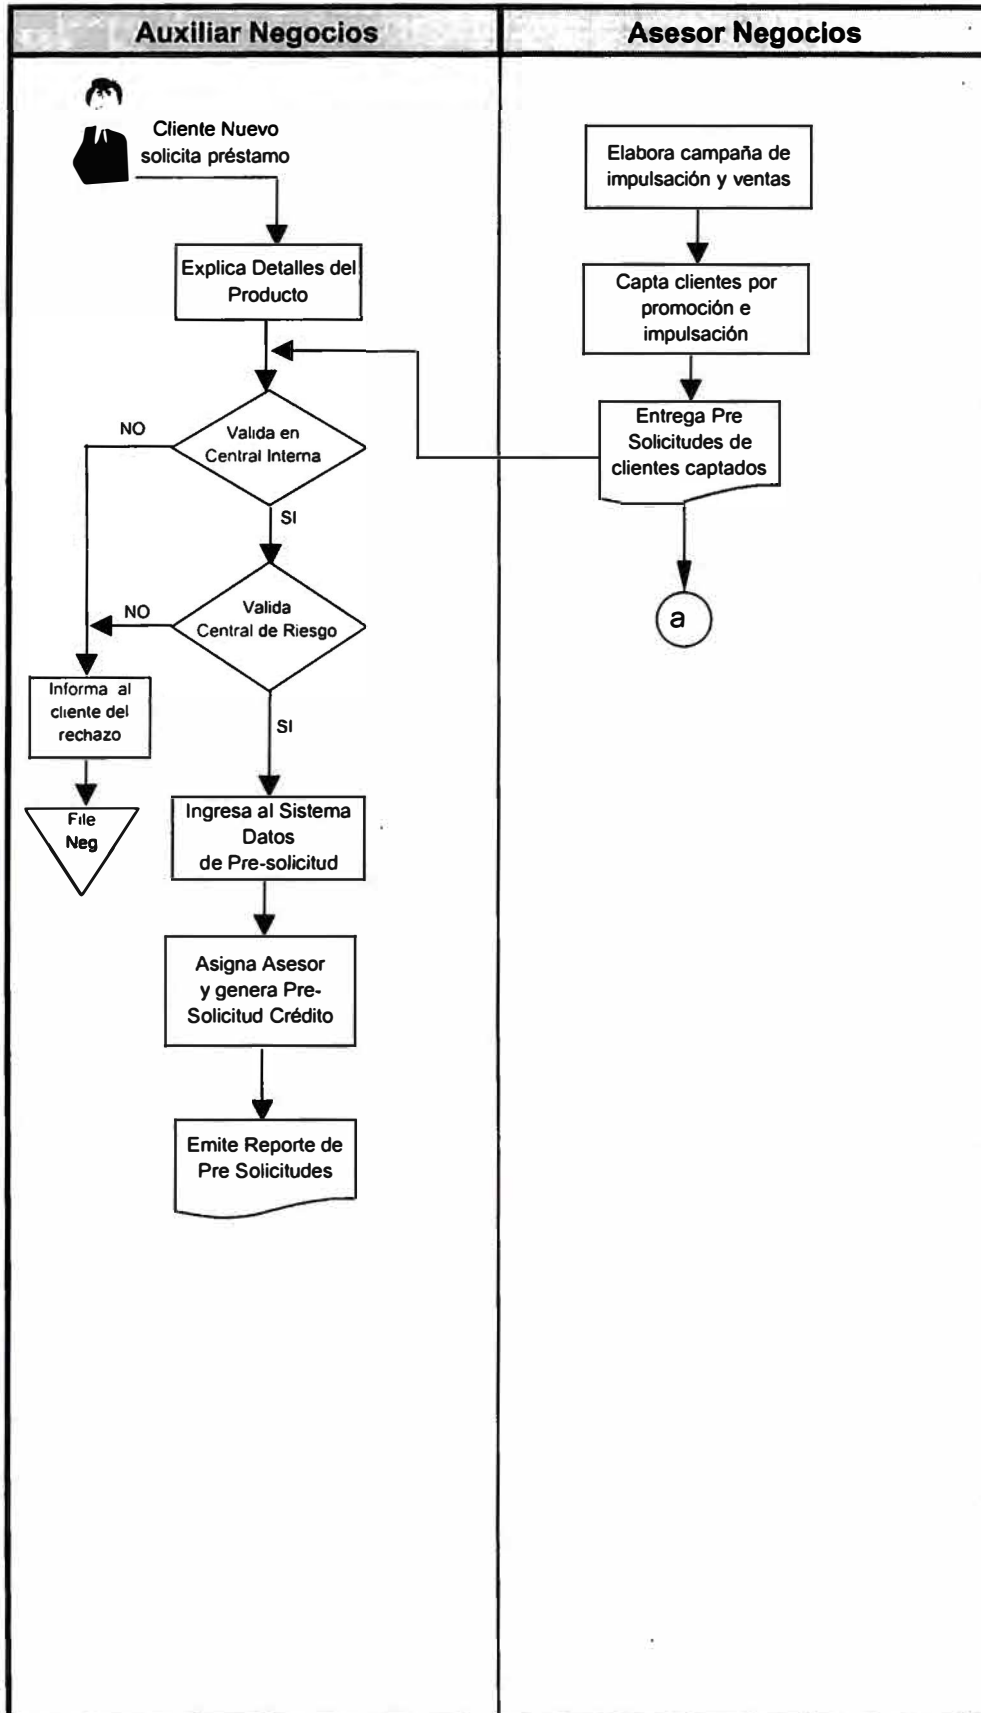 Auxiliar Negocios
Asesor Negocios
Cliente Nuevo
solicita préstamo
Explica Detalles del
Producto
Valida en
Central Interna
NO
SI
Valida
Central de Riesgo
NO
SI
Informa al
cliente del
rechazo
File
Neg
Ingresa al Sistema
Datos
de Pre-solicitud
Asigna Asesor
y genera Pre-
Solicitud Crédito
Emite Reporte de
Pre Solicitudes
Elabora campaña de
impulsación y ventas
Capta clientes por
promoción e
impulsación
Entrega Pre
Solicitudes de
clientes captados
a